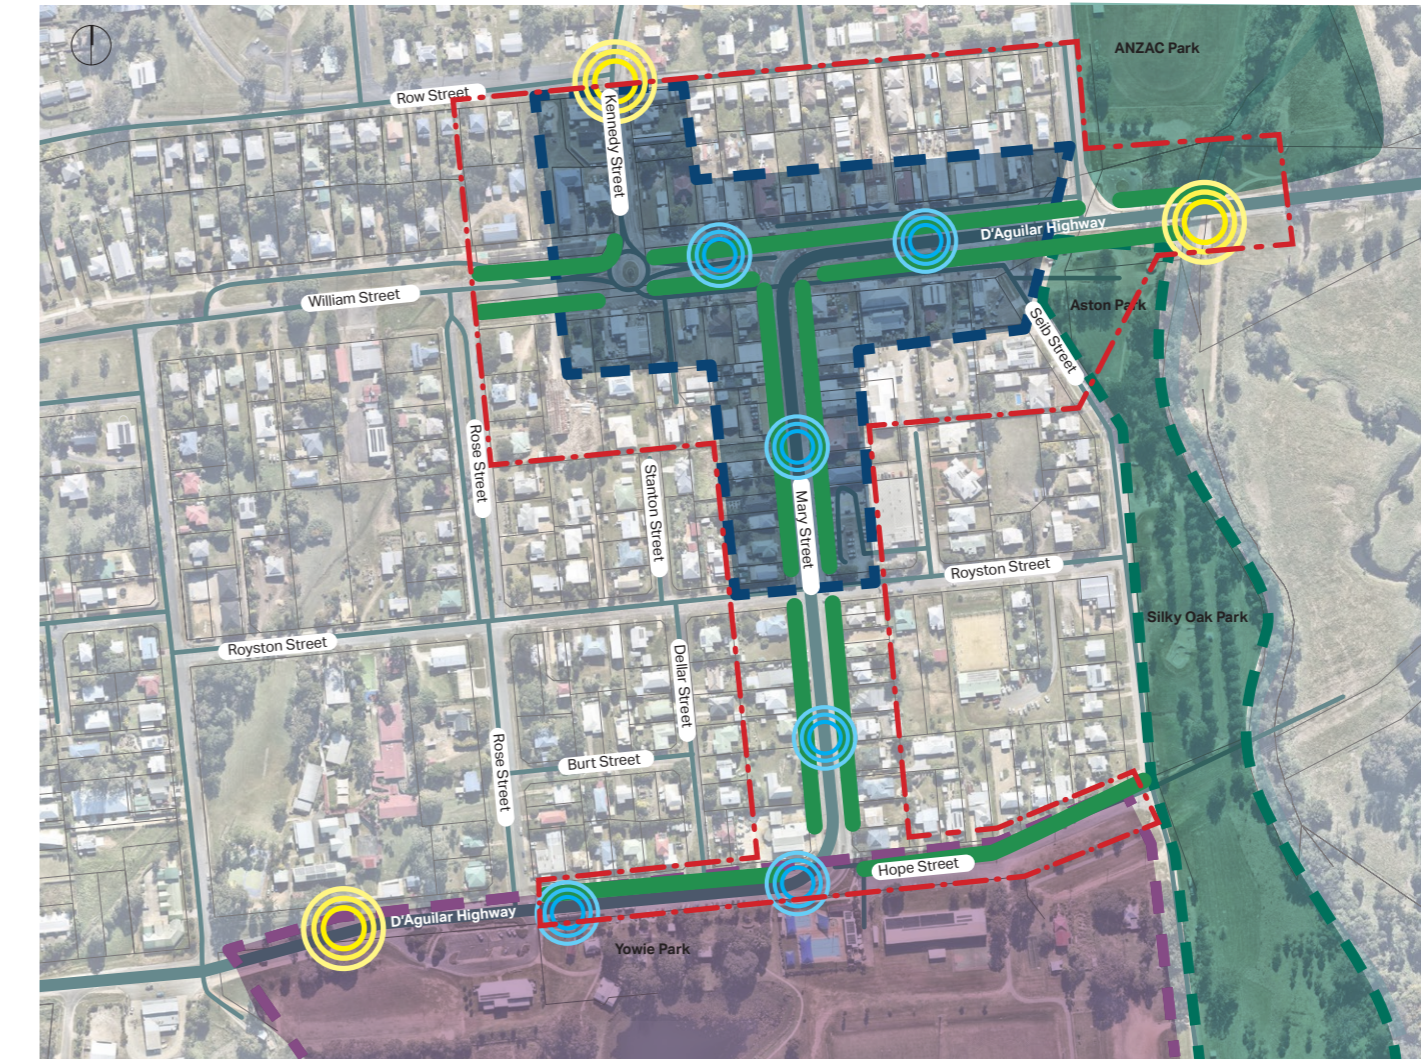 ANZAC Park
Row Street
Kennedy Street
D'Aguilar Highway
William Street
Aston Park
Seib Street
Rose Street
Stanton Street
Mary Street
Royston Street
Silky Oak Park
Royston Street
Dellar Street
Rose Street
Burt Street
Hope Street
D'Aguilar Highway
Yowie Park